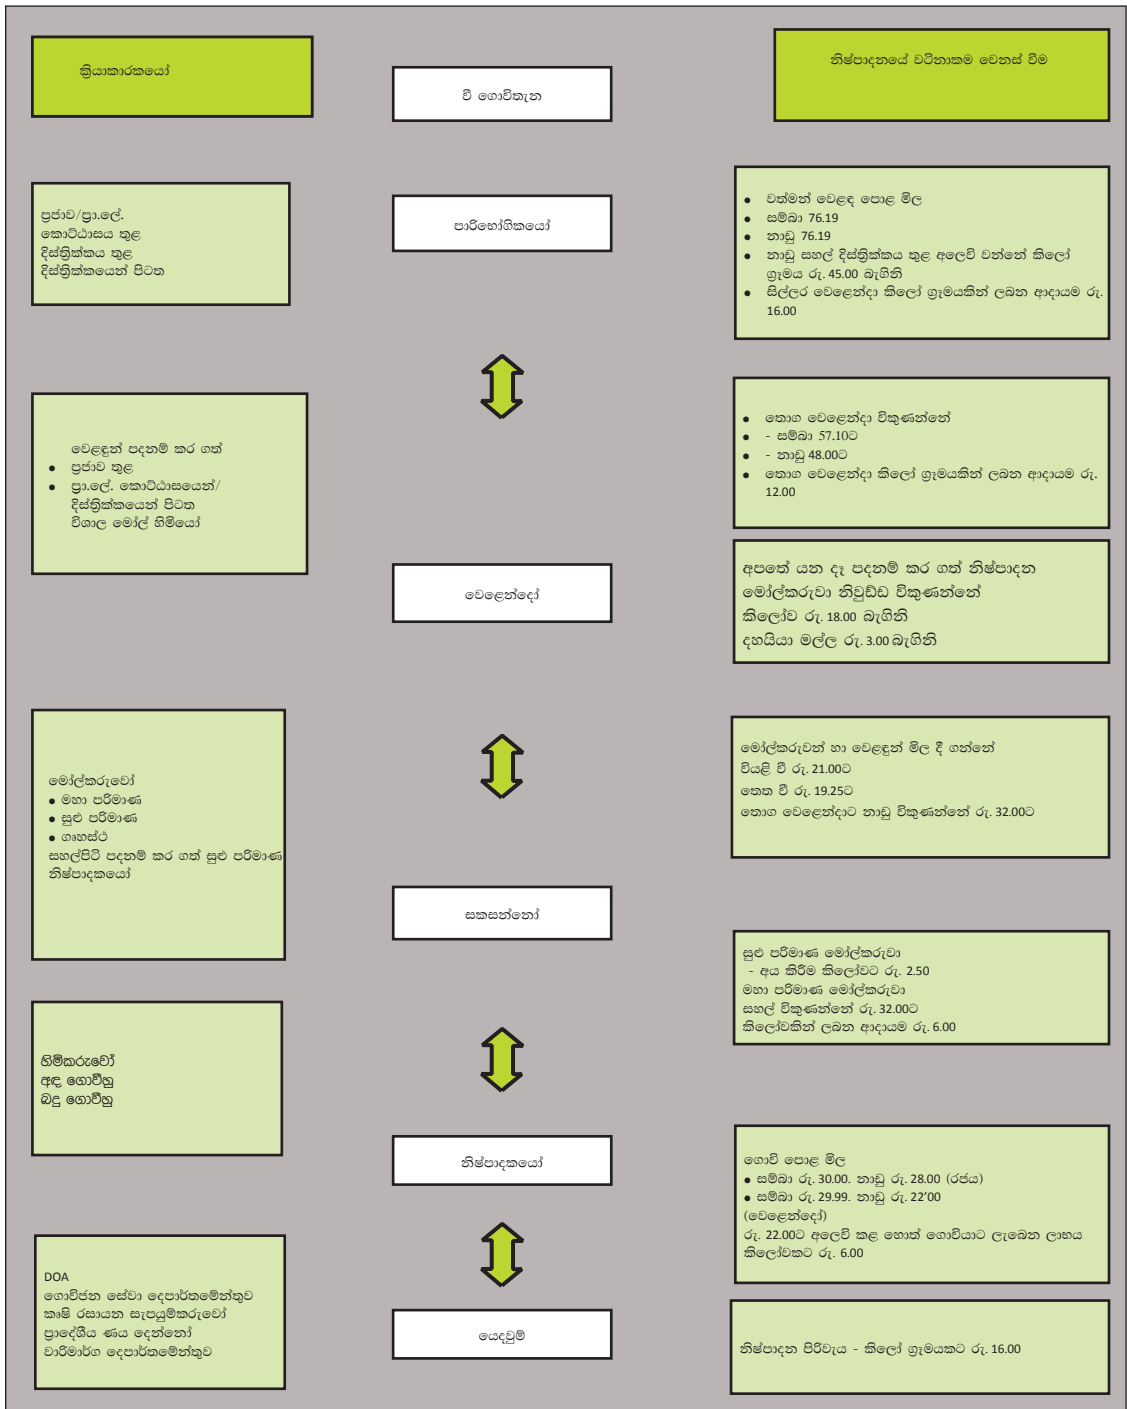 ක්‍රියාකාරකයෝ
වී ගොවිතැන
නිෂ්පාදනයේ වටිනාකම වෙනස් වීම
ප්‍රජාව/ප්‍රා.ලේ.
කොට්ඨාසය තුළ
දිස්ත්‍රික්කය තුළ
දිස්ත්‍රික්කයෙන් පිටත
පාරිභෝගිකයෝ
● වත්මන් වෙළඳ පොළ මිල
● සම්බා 76.19
● නාඩු 76.19
● නාඩු සහල් දිස්ත්‍රික්කය තුළ අලෙවි වන්නේ කිලෝ
ග්‍රෑමය රු. 45.00 බැගිනි
● සිල්ලර වෙළෙන්දා කිලෝ ග්‍රෑමයකින් ලබන ආදායම රු.
16.00
වෙළඳුන් පදනම් කර ගත්
● ප්‍රජාව තුළ
● ප්‍රා.ලේ. කොට්ඨාසයෙන්/
දිස්ත්‍රික්කයෙන් පිටත
විශාල මෝල් හිමියෝ
● තොග වෙළෙන්දා විකුණන්නේ
● - සම්බා 57.10ට
● - නාඩු 48.00ට
● තොග වෙළෙන්දා කිලෝ ග්‍රෑමයකින් ලබන ආදායම රු.
12.00
වෙළෙන්දෝ
අපතේ යන දෑ පදනම් කර ගත් නිෂ්පාදන
මෝල්කරුවා නිවුඩ්ඩ විකුණන්නේ
කිලෝව රු. 18.00 බැගිනි
දහයියා මල්ල රු. 3.00 බැගිනි
මෝල්කරුවෝ
● මහා පරිමාණ
● සුළු පරිමාණ
● ගෘහස්ථ
සහල්පිටි පදනම් කර ගත් සුළු පරිමාණ
නිෂ්පාදකයෝ
මෝල්කරුවන් හා වෙළඳුන් මිල දී ගන්නේ
වියළි වී රු. 21.00ට
තෙත වී රු. 19.25ට
තොග වෙළෙන්දාට නාඩු විකුණන්නේ රු. 32.00ට
සකසන්නෝ
සුළු පරිමාණ මෝල්කරුවා
- අය කිරීම කිලෝවට රු. 2.50
මහා පරිමාණ මෝල්කරුවා
සහල් විකුණන්නේ රු. 32.00ට
කිලෝවකින් ලබන ආදායම රු. 6.00
හිමිකරුවෝ
අඳ ගොවීහු
බදු ගොවීහු
නිෂ්පාදකයෝ
ගොවි පොළ මිල
● සම්බා රු. 30.00. නාඩු රු. 28.00 (රජය)
● සම්බා රු. 29.99. නාඩු රු. 22'00
(වෙළෙන්දෝ)
රු. 22.00ට අලෙවි කළ හොත් ගොවියාට ලැබෙන ලාභය
කිලෝවකට රු. 6.00
DOA
ගොවිජන සේවා දෙපාර්තමේන්තුව
කෘෂි රසායන සැපයුම්කරුවෝ
ප්‍රාදේශීය ණය දෙන්නෝ
වාරිමාර්ග දෙපාර්තමේන්තුව
යෙදවුම්
නිෂ්පාදන පිරිවැය - කිලෝ ග්‍රෑමයකට රු. 16.00